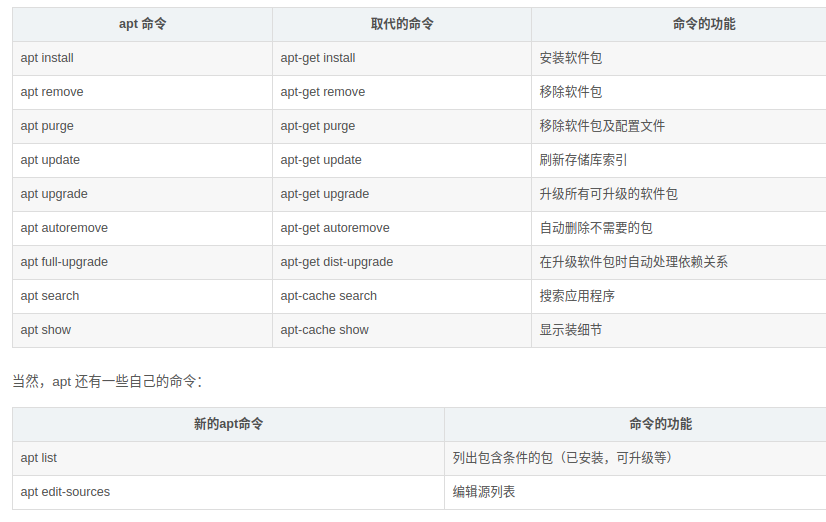 apt 命令 取代的命令 命令的功能
apt install apt-get install 安装软件包
apt remove apt-get remove 移除软件包
apt purge apt-get purge 移除软件包及配置文件
apt update apt-get update 刷新存储库索引
apt upgrade apt-get upgrade 升级所有可升级的软件包
apt autoremove apt-get autoremove 自动删除不需要的包
apt full-upgrade apt-get dist-upgrade 在升级软件包时自动处理依赖关系
apt search apt-cache search 搜索应用程序
apt show apt-cache show 显示装细节
当然，apt 还有一些自己的命令：
新的apt命令 命令的功能
apt list 列出包含条件的包（已安装，可升级等）
apt edit-sources 编辑源列表